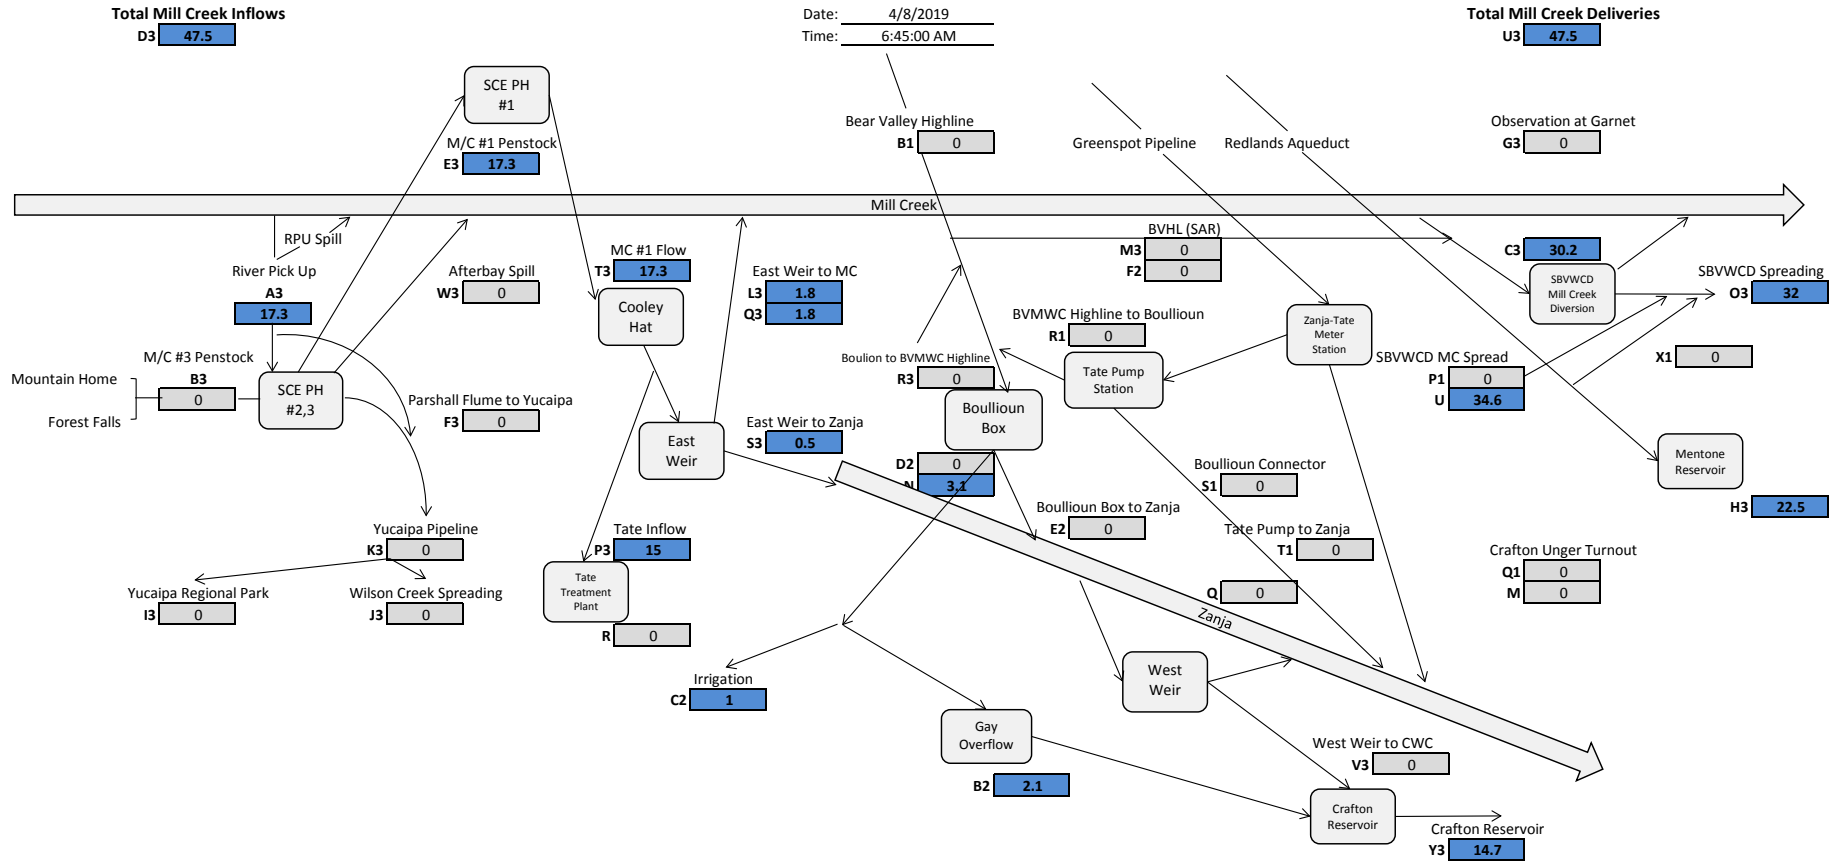 Total Mill Creek Inflows
D3 47.5
Date: 4/8/2019
Time: 6:45:00 AM
Total Mill Creek Deliveries
U3 47.5
SCE PH
#1
M/C #1 Penstock
E3 17.3
Bear Valley Highline
B1 0
Greenspot Pipeline
Redlands Aqueduct
Observation at Garnet
G3 0
Mill Creek
RPU Spill
River Pick Up
A3
17.3
Afterbay Spill
W3 0
MC #1 Flow
T3 17.3
Cooley
Hat
East Weir to MC
L3 1.8
Q3 1.8
BVHL (SAR)
M3 0
F2 0
C3 30.2
SBVWCD
Mill Creek
Diversion
SBVWCD Spreading
O3 32
BVMWC Highline to Boullioun
R1 0
Zanja-Tate
Meter
Station
M/C #3 Penstock
B3
0
Mountain Home
Forest Falls
SCE PH
#2,3
Parshall Flume to Yucaipa
F3 0
Boulion to BVMWC Highline
R3 0
Tate Pump
Station
SBVWCD MC Spread
P1 0
U 34.6
X1 0
Boullioun
Box
East
Weir
East Weir to Zanja
S3 0.5
D2 0
N 3.1
Boullioun Connector
S1 0
Mentone
Reservoir
H3 22.5
Boullioun Box to Zanja
E2 0
Tate Pump to Zanja
T1 0
Yucaipa Pipeline
K3 0
Tate Inflow
P3 15
Crafton Unger Turnout
Q1 0
M 0
Yucaipa Regional Park
I3 0
Wilson Creek Spreading
J3 0
Tate
Treatment
Plant
R 0
Q 0
Zanja
Irrigation
C2 1
West
Weir
Gay
Overflow
B2 2.1
West Weir to CWC
V3 0
Crafton
Reservoir
Crafton Reservoir
Y3 14.7